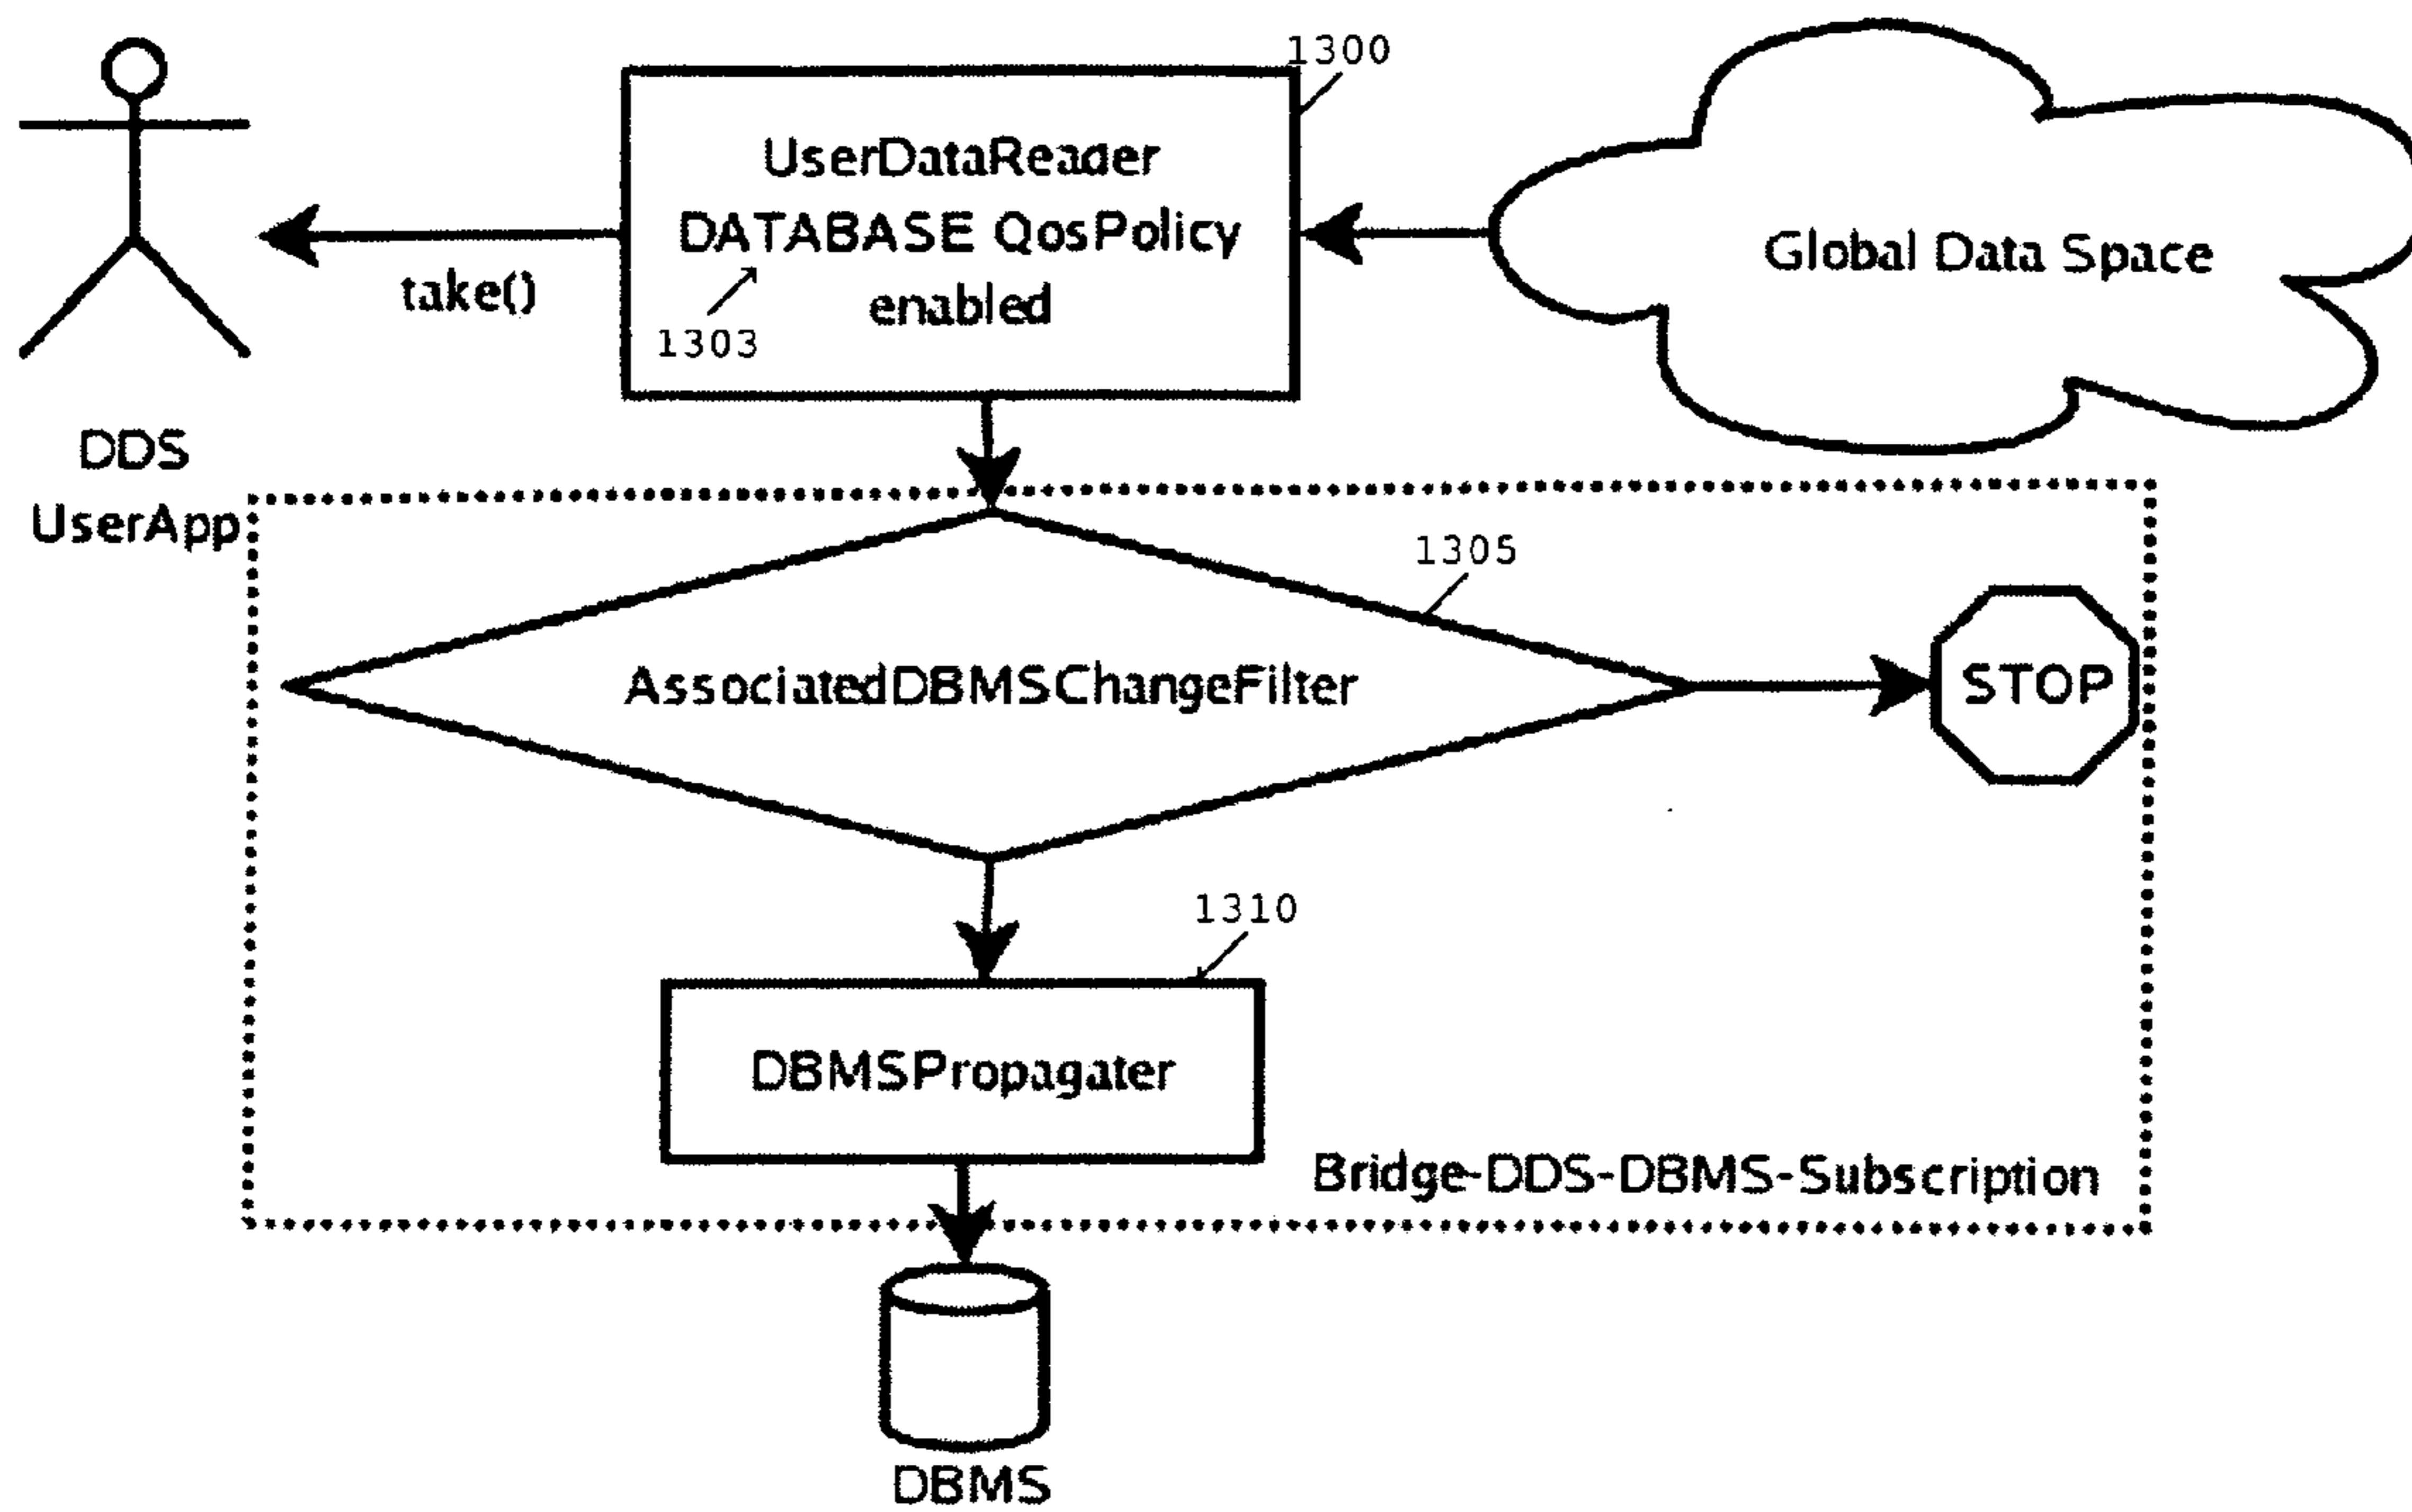 1300
UserDataReader
DATABASE QosPolicy
enabled
1303
take()
Global Data Space
DDS
UserApp
1305
AssociatedDBMSChangeFilter
STOP
1310
DBMSPropagater
Bridge-DDS-DBMS-Subscription
DBMS